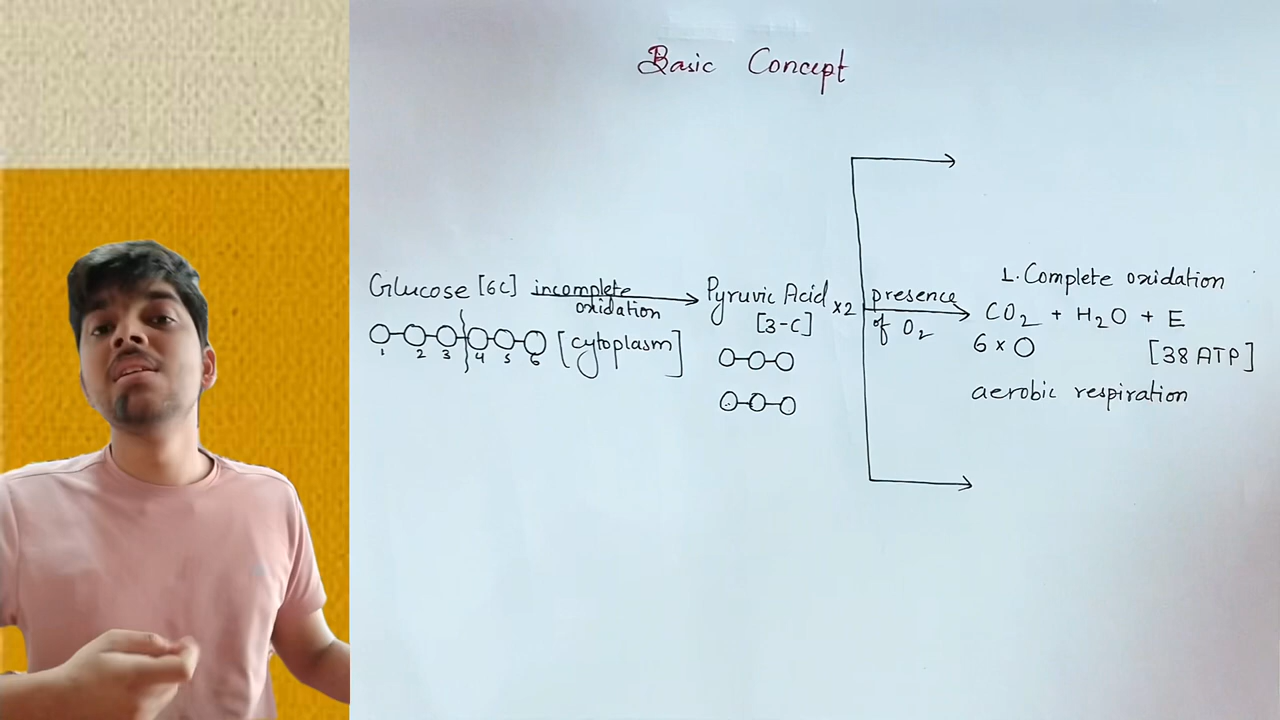 Basic Concept
Glucose [6C] incomplete oxidation
1 2 3 4 5 6 [cytoplasm]
Pyruvic Acid ×2
[3-C]
presence of O2
1. Complete oxidation
CO2 + H2O + E
6 × [38 ATP]
aerobic respiration